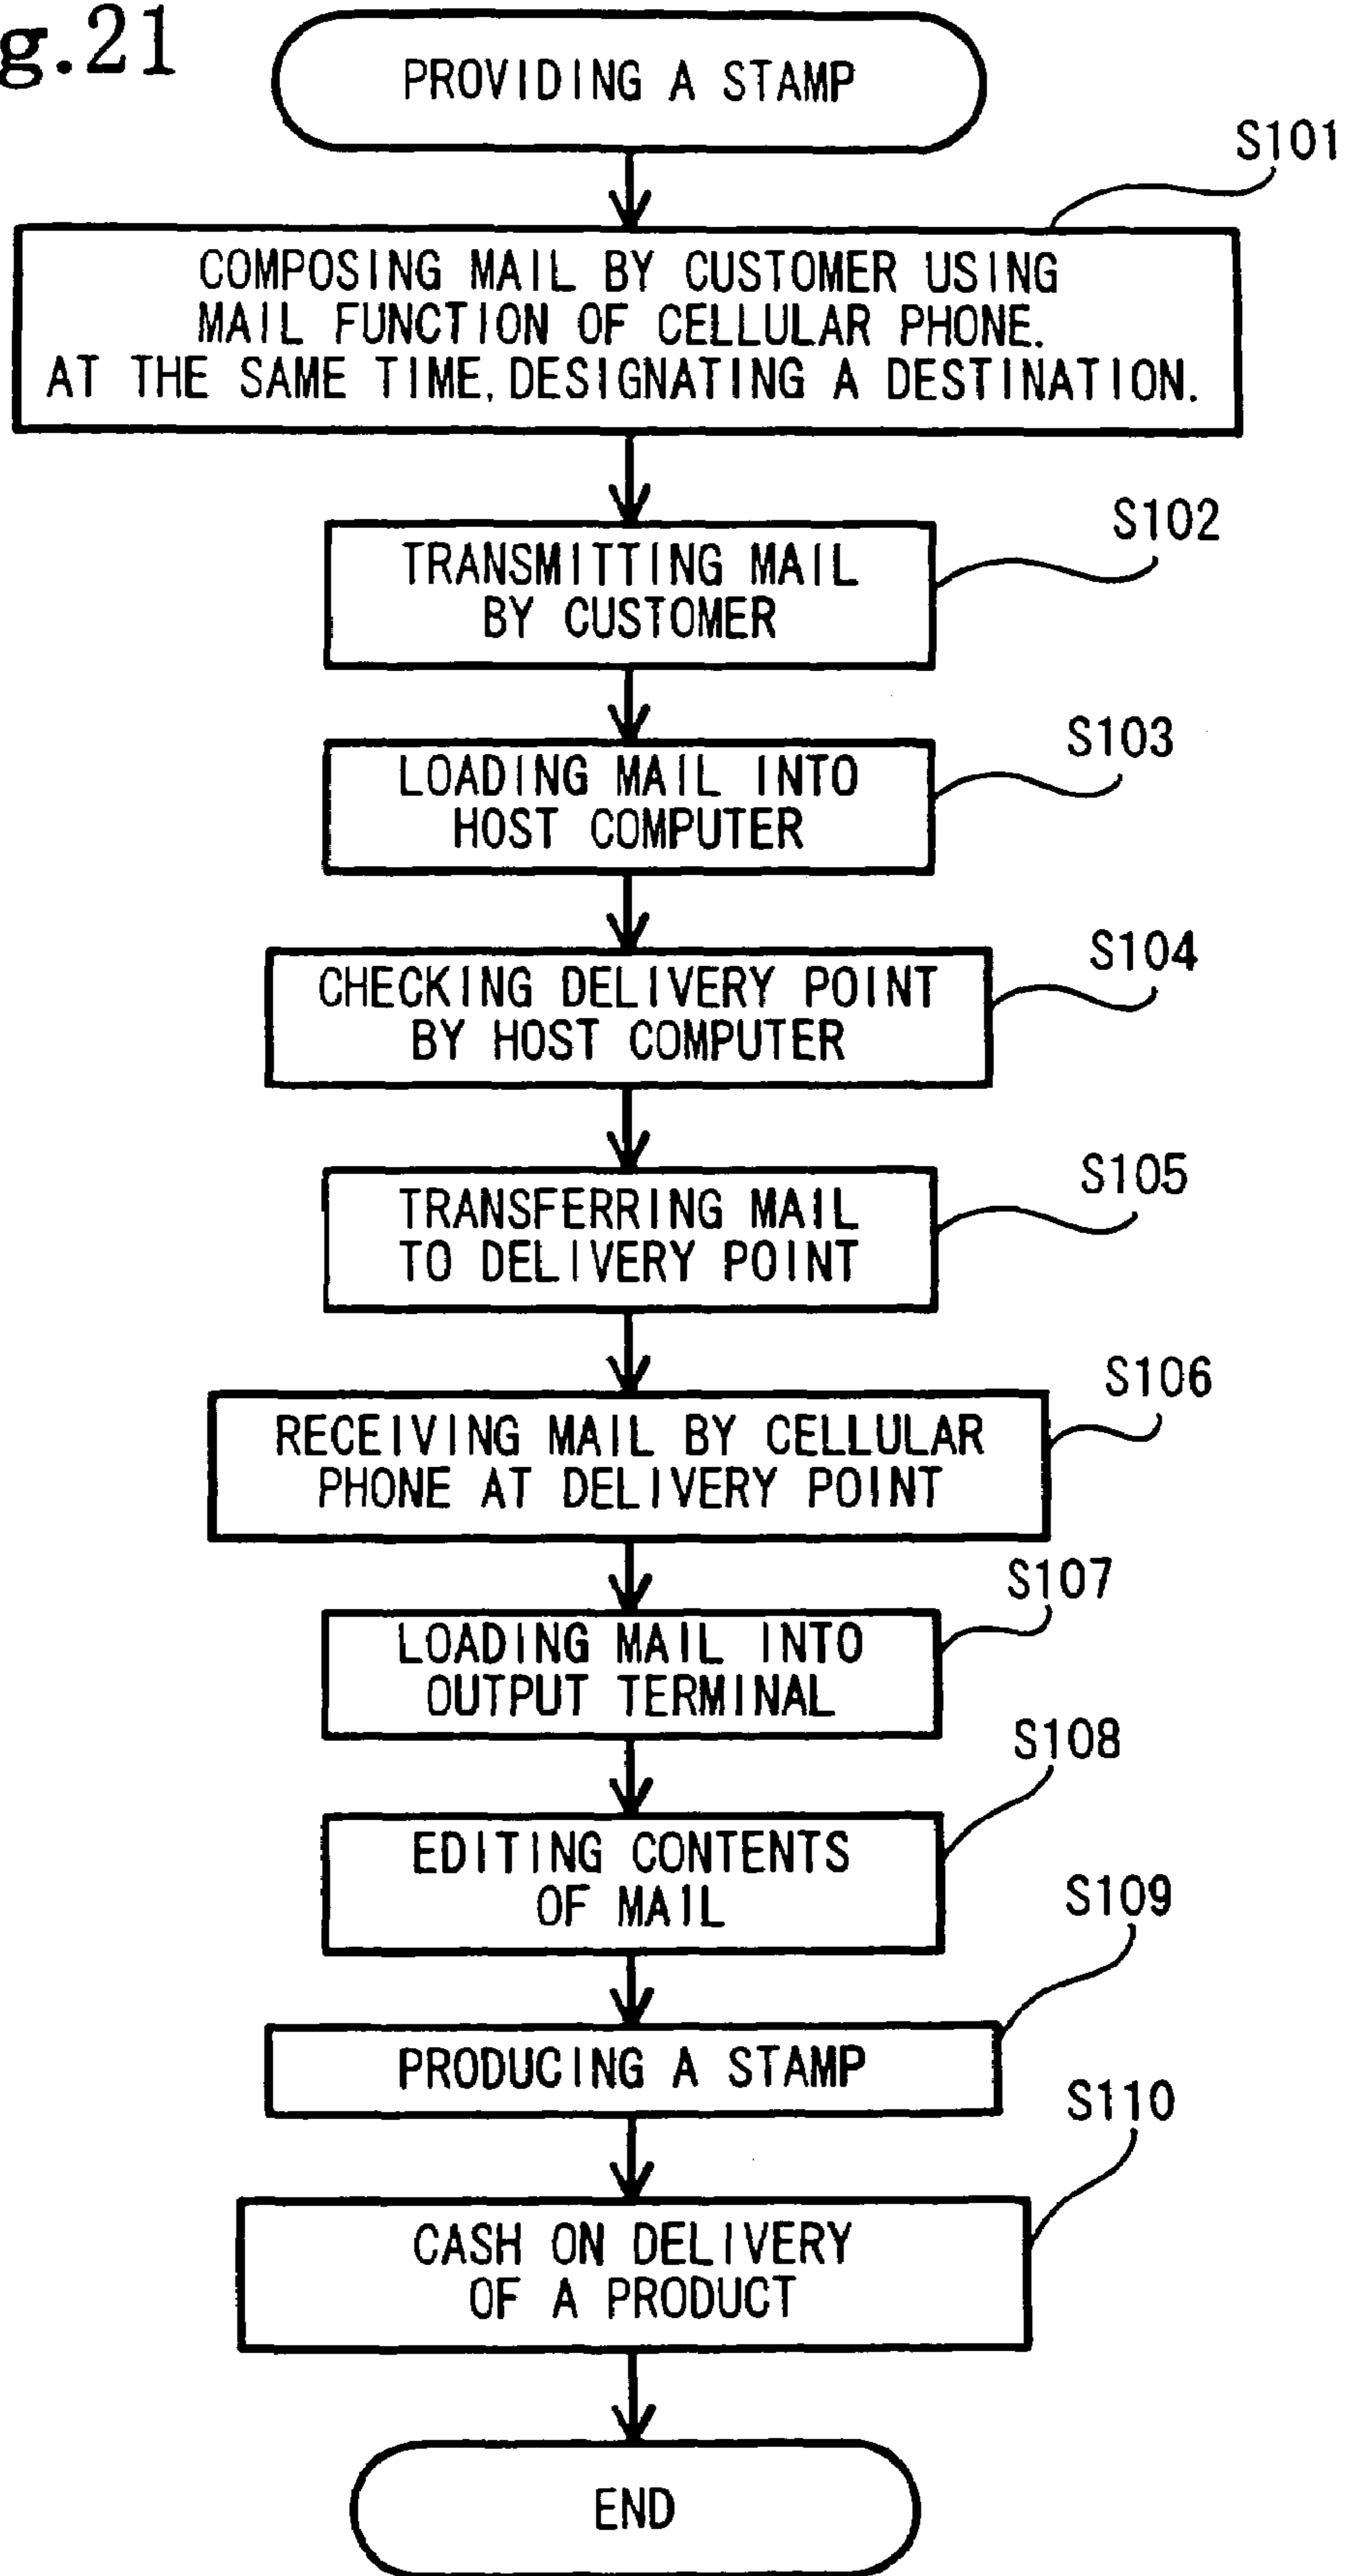 g.21
PROVIDING A STAMP
S101
COMPOSING MAIL BY CUSTOMER USING
MAIL FUNCTION OF CELLULAR PHONE.
AT THE SAME TIME, DESIGNATING A DESTINATION.
S102
TRANSMITTING MAIL
BY CUSTOMER
S103
LOADING MAIL INTO
HOST COMPUTER
S104
CHECKING DELIVERY POINT
BY HOST COMPUTER
S105
TRANSFERRING MAIL
TO DELIVERY POINT
S106
RECEIVING MAIL BY CELLULAR
PHONE AT DELIVERY POINT
S107
LOADING MAIL INTO
OUTPUT TERMINAL
S108
EDITING CONTENTS
OF MAIL
S109
PRODUCING A STAMP
S110
CASH ON DELIVERY
OF A PRODUCT
END